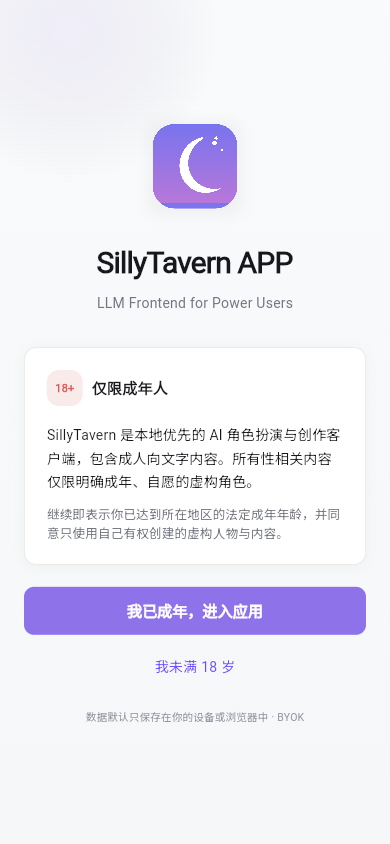 SillyTavern APP
LLM Frontend for Power Users
18+
仅限成年人
SillyTavern 是本地优先的 AI 角色扮演与创作客
户端，包含成人向文字内容。所有性相关内容
仅限明确成年、自愿的虚构角色。
继续即表示你已达到所在地区的法定成年年龄，并同
意只使用自己有权创建的虚构人物与内容。
我已成年，进入应用
我未满 18 岁
数据默认只保存在你的设备或浏览器中 · BYOK